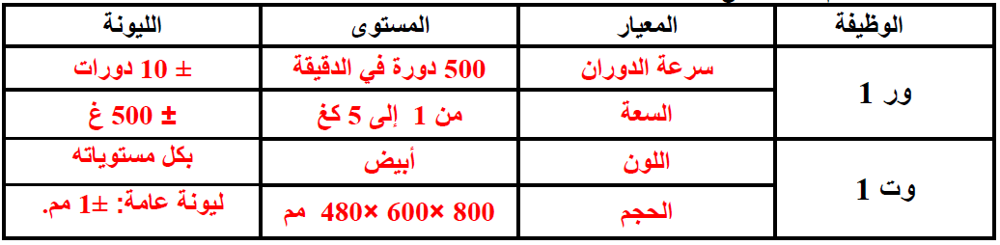 الوظيفة المعيار المستوى الليونة
ور 1 سرعة الدوران 500 دورة في الدقيقة ± 10 دورات
السعة من 1 إلى 5 كغ ± 500 غ
وت 1 اللون أبيض بكل مستوياته
الحجم 800 ×600 ×480 مم ليونة عامة: ±1 مم.